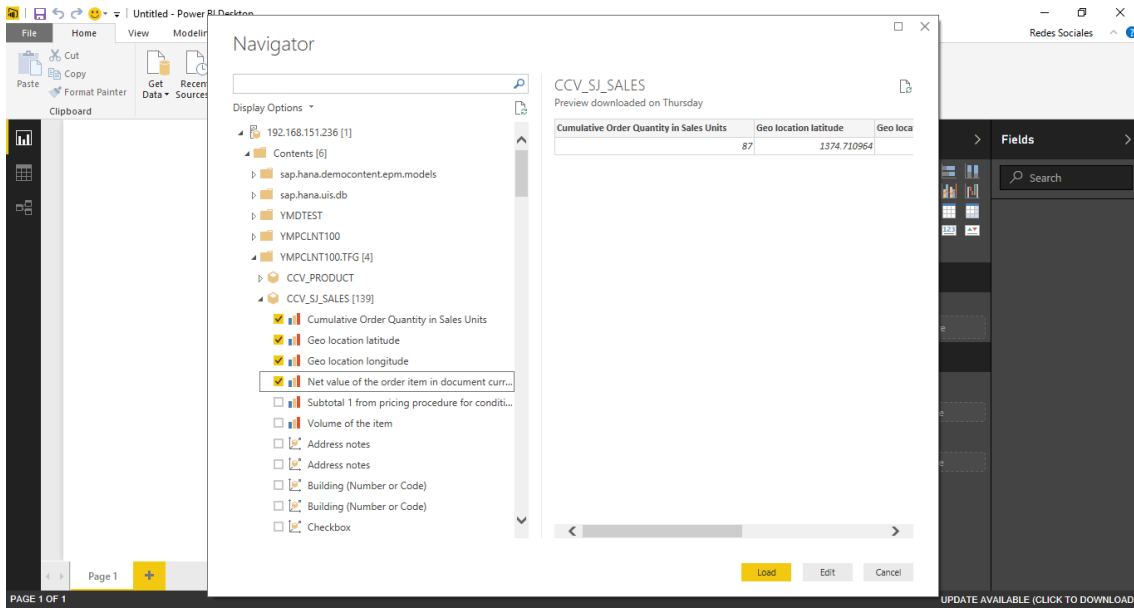 Untitled - Power BI Desktop
File Home View Modelin
Redes Sociales
Paste
Cut
Copy
Format Painter
Clipboard
Get Data
Recen
Sources
Navigator
Display Options
192.168.151.236 [1]
Contents [6]
sap.hana.democontent.epm.models
sap.hana.uis.db
YMDTEST
YMPCLNT100
YMPCLNT100.TFG [4]
CCV_PRODUCT
CCV_SJ_SALES [139]
Cumulative Order Quantity in Sales Units
Geo location latitude
Geo location longitude
Net value of the order item in document curr...
Subtotal 1 from pricing procedure for conditi...
Volume of the item
Address notes
Address notes
Building (Number or Code)
Building (Number or Code)
Checkbox
CCV_SJ_SALES
Preview downloaded on Thursday
Cumulative Order Quantity in Sales Units Geo location latitude Geo loca
87 1374.710964
Load Edit Cancel
Fields
Search
123
Page 1
PAGE 1 OF 1
UPDATE AVAILABLE (CLICK TO DOWNLOAD